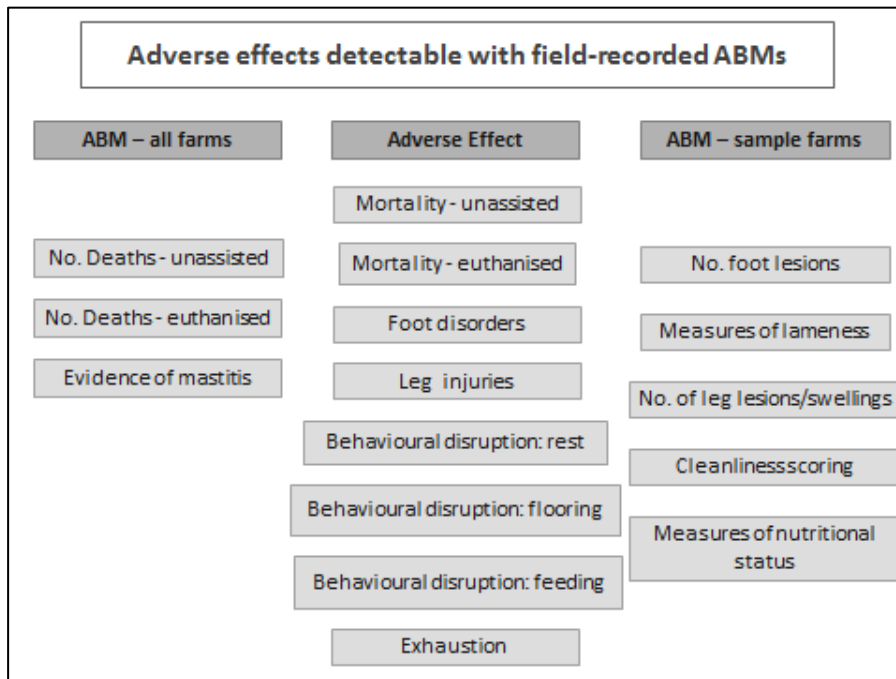 Adverse effects detectable with field-recorded ABMs
ABM – all farms
No. Deaths - unassisted
No. Deaths - euthanised
Evidence of mastitis
Adverse Effect
Mortality - unassisted
Mortality - euthanised
Foot disorders
Leg injuries
Behavioural disruption: rest
Behavioural disruption: flooring
Behavioural disruption: feeding
Exhaustion
ABM – sample farms
No. foot lesions
Measures of lameness
No. of leg lesions/swellings
Cleanlinessscoring
Measures of nutritional
status